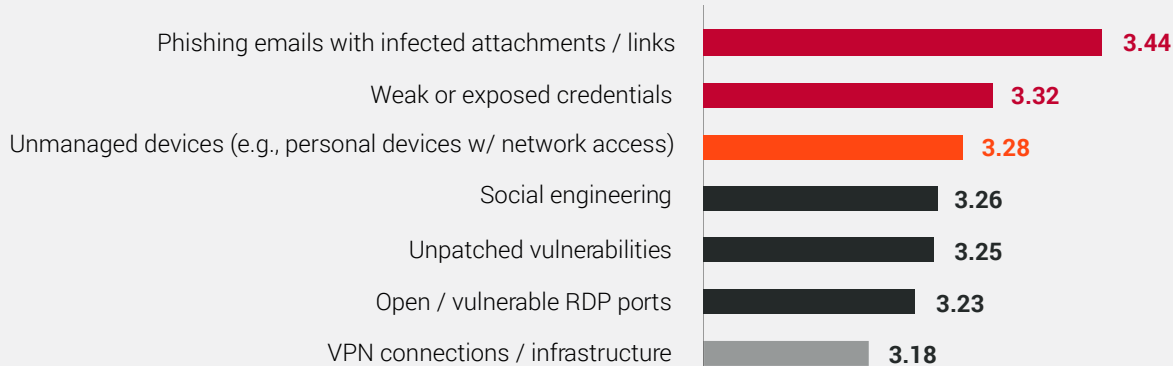 Phishing emails with infected attachments / links 3.44
Weak or exposed credentials 3.32
Unmanaged devices (e.g., personal devices w/ network access) 3.28
Social engineering 3.26
Unpatched vulnerabilities 3.25
Open / vulnerable RDP ports 3.23
VPN connections / infrastructure 3.18